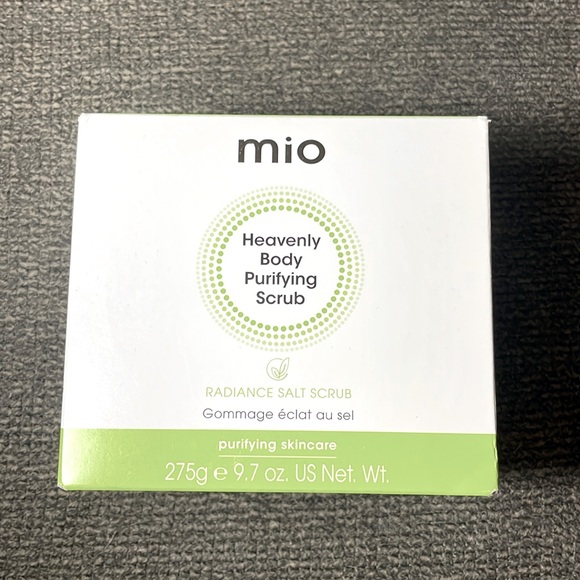 mio
Heavenly
Body
Purifying
Scrub
RADIANCE SALT SCRUB
Gommage éclat au sel
purifying skincare
275g ℮ 9.7 oz. US Net. Wt.